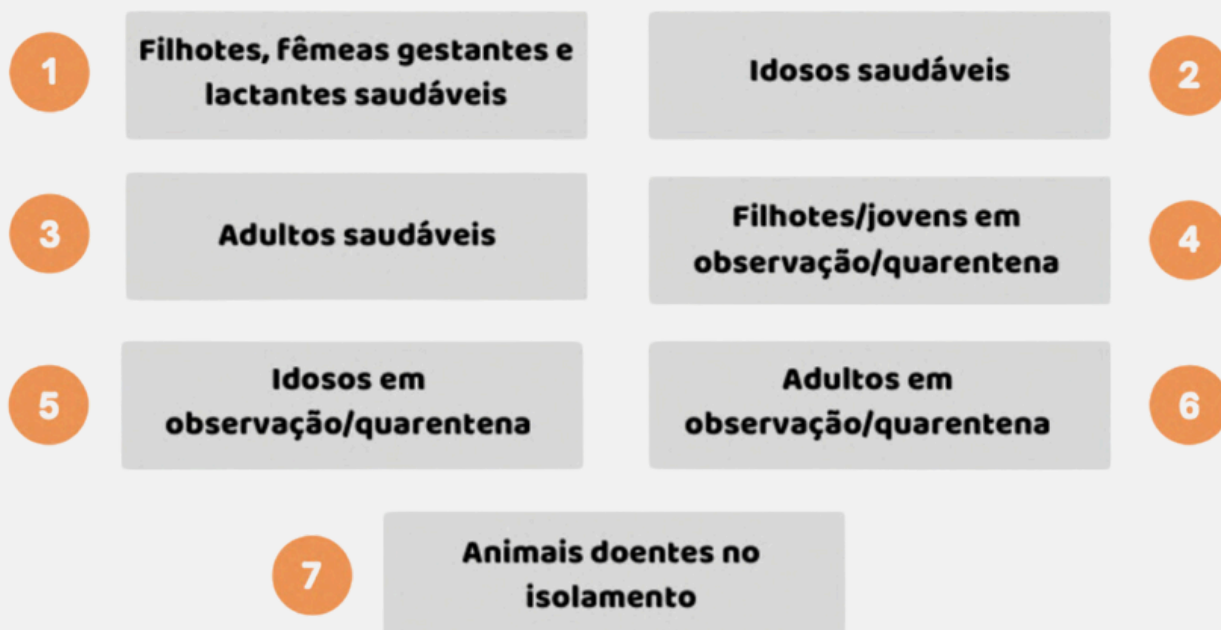 1
Filhotes, fêmeas gestantes e
lactantes saudáveis
Idosos saudáveis
2
3
Adultos saudáveis
Filhotes/jovens em
observação/quarentena
4
5
Idosos em
observação/quarentena
Adultos em
observação/quarentena
6
7
Animais doentes no
isolamento